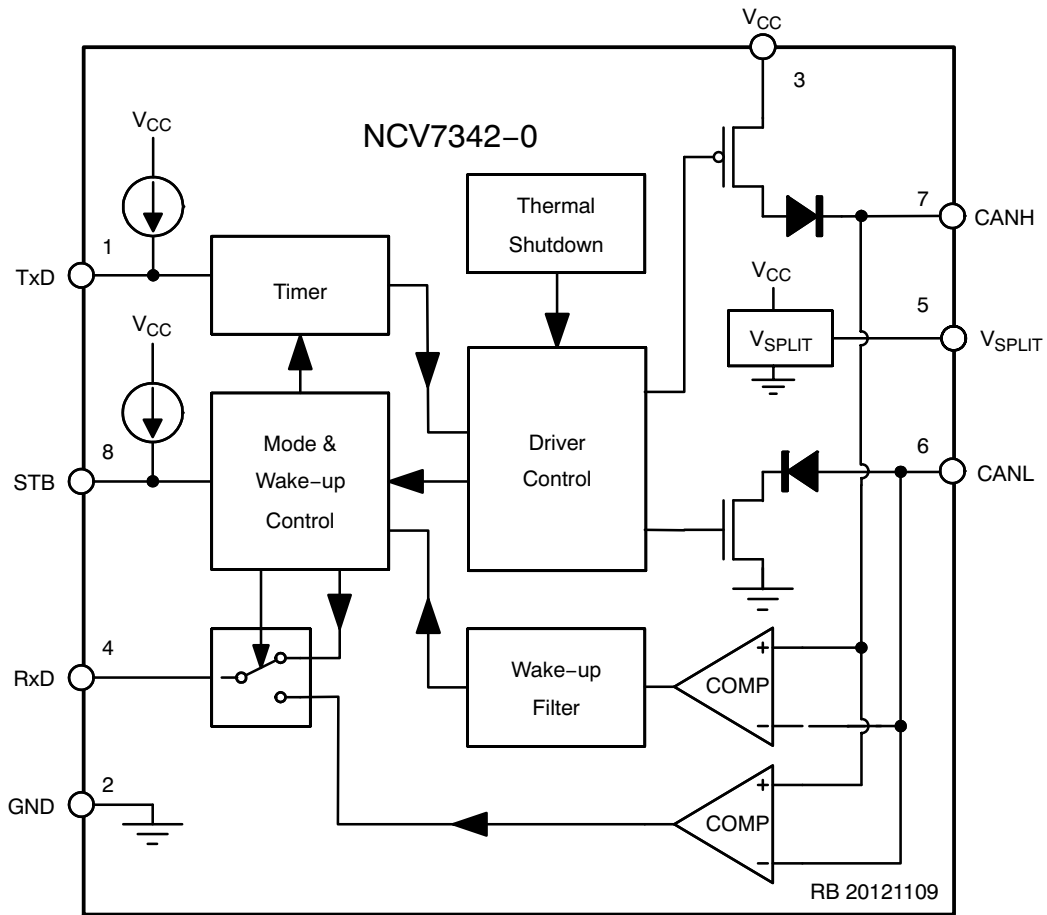 VCC
3
VCC
NCV7342−0
Thermal
Shutdown
7
CANH
1
TxD
Timer
VCC
5
VSPLIT
VSPLIT
VCC
8
STB
Mode &
Wake−up
Control
Driver
Control
6
CANL
4
RxD
Wake−up
Filter
+
COMP
−
2
GND
+
COMP
−
RB 20121109